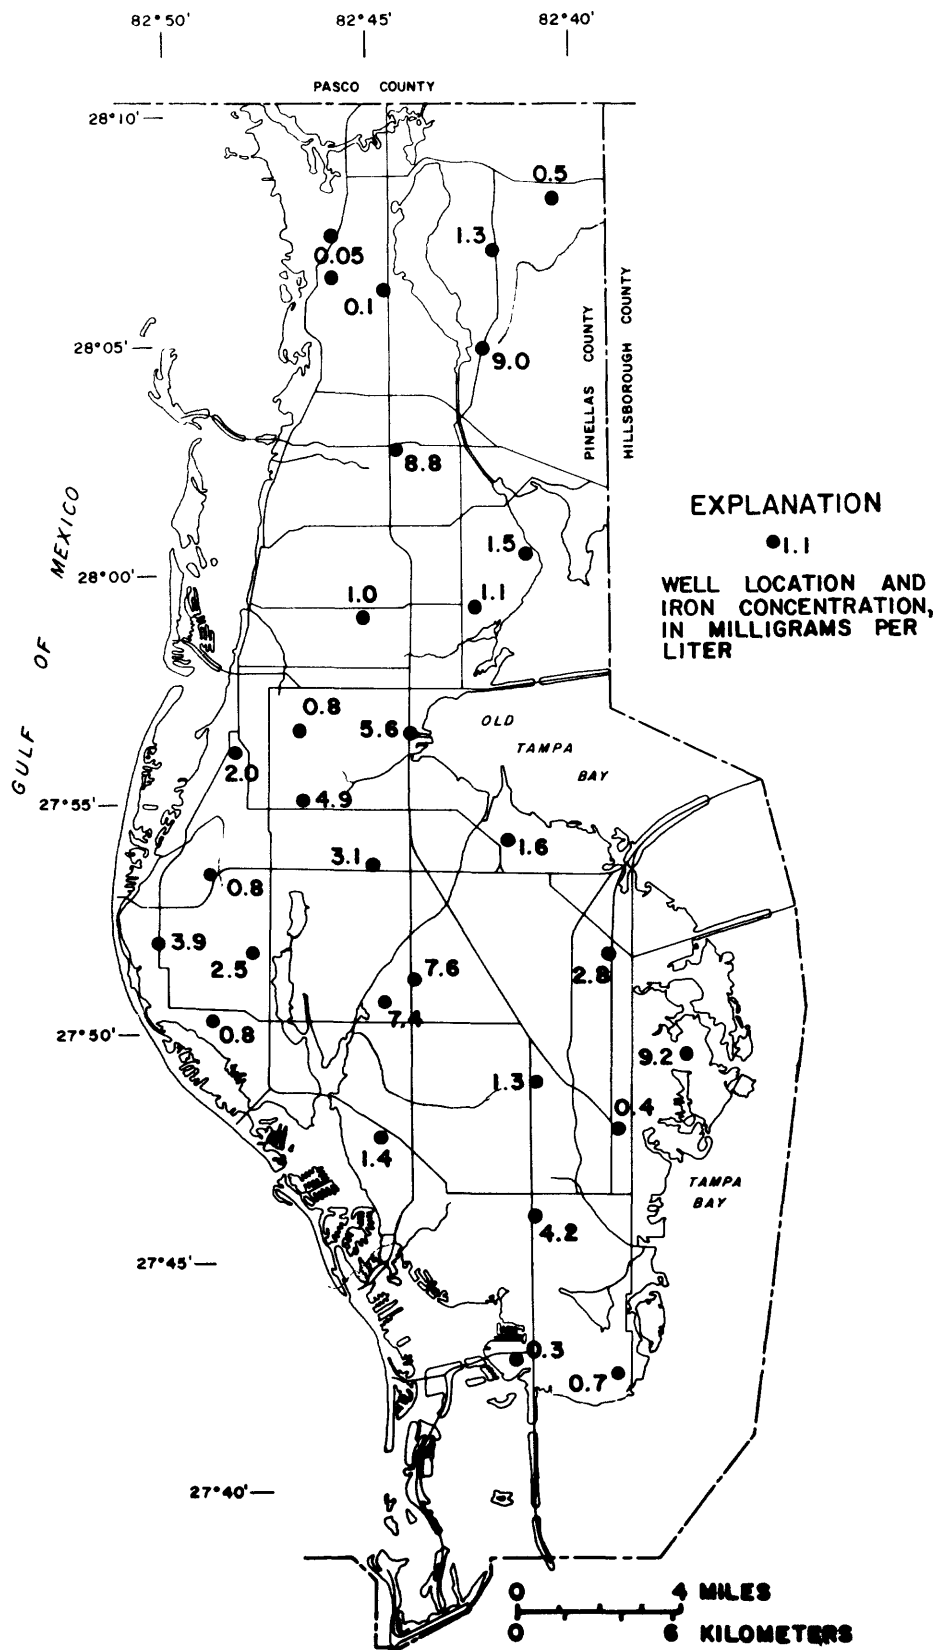 82°50' 82°45' 82°40'
PASCO COUNTY
28°10'
0.5
1.3
0.05
0.1
PINELLAS COUNTY
HILLSBOROUGH COUNTY
28°05'
9.0
8.8
GULF OF MEXICO
EXPLANATION
1.1
WELL LOCATION AND
IRON CONCENTRATION,
IN MILLIGRAMS PER
LITER
1.5
28°00'
1.0
1.1
0.8
5.6
OLD
TAMPA
BAY
2.0
27°55'
4.9
1.6
3.1
0.8
3.9
2.5
7.6
2.8
7.4
27°50'
0.8
9.2
1.3
0.4
1.4
TAMPA
BAY
4.2
27°45'
0.3
0.7
27°40'
0 4 MILES
0 6 KILOMETERS